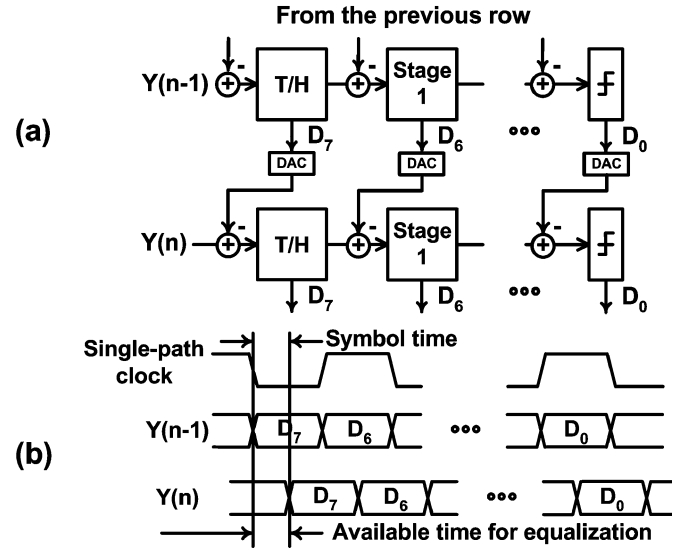 From the previous row
(a)
Y(n-1) + - T/H + - Stage 1 + -
D7 D6 D0
DAC DAC DAC
Y(n) + - T/H + - Stage 1 + -
D7 D6 D0
Symbol time
Single-path clock
(b)
Y(n-1) D7 D6 D0
Y(n) D7 D6 D0
Available time for equalization